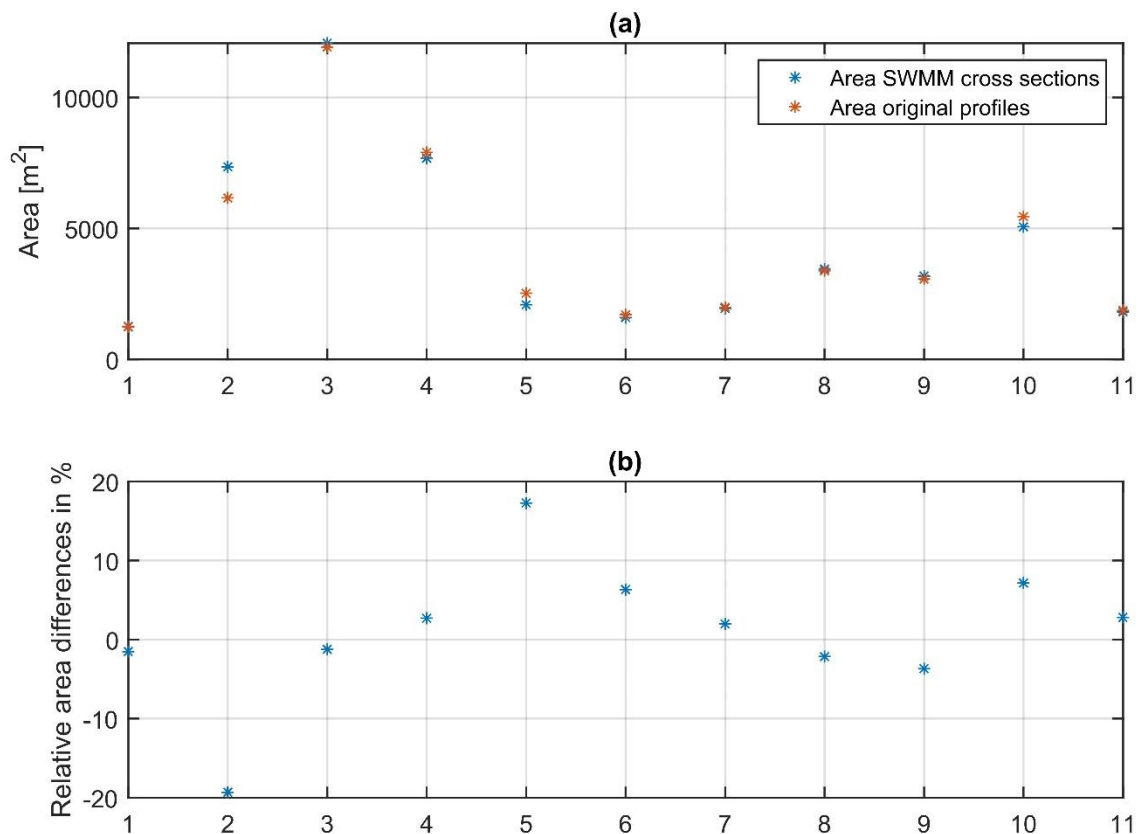 (a)
Area [m²]
10000
5000
0
Area SWMM cross sections
Area original profiles
1 2 3 4 5 6 7 8 9 10 11
(b)
Relative area differences in %
20
10
0
-10
-20
1 2 3 4 5 6 7 8 9 10 11